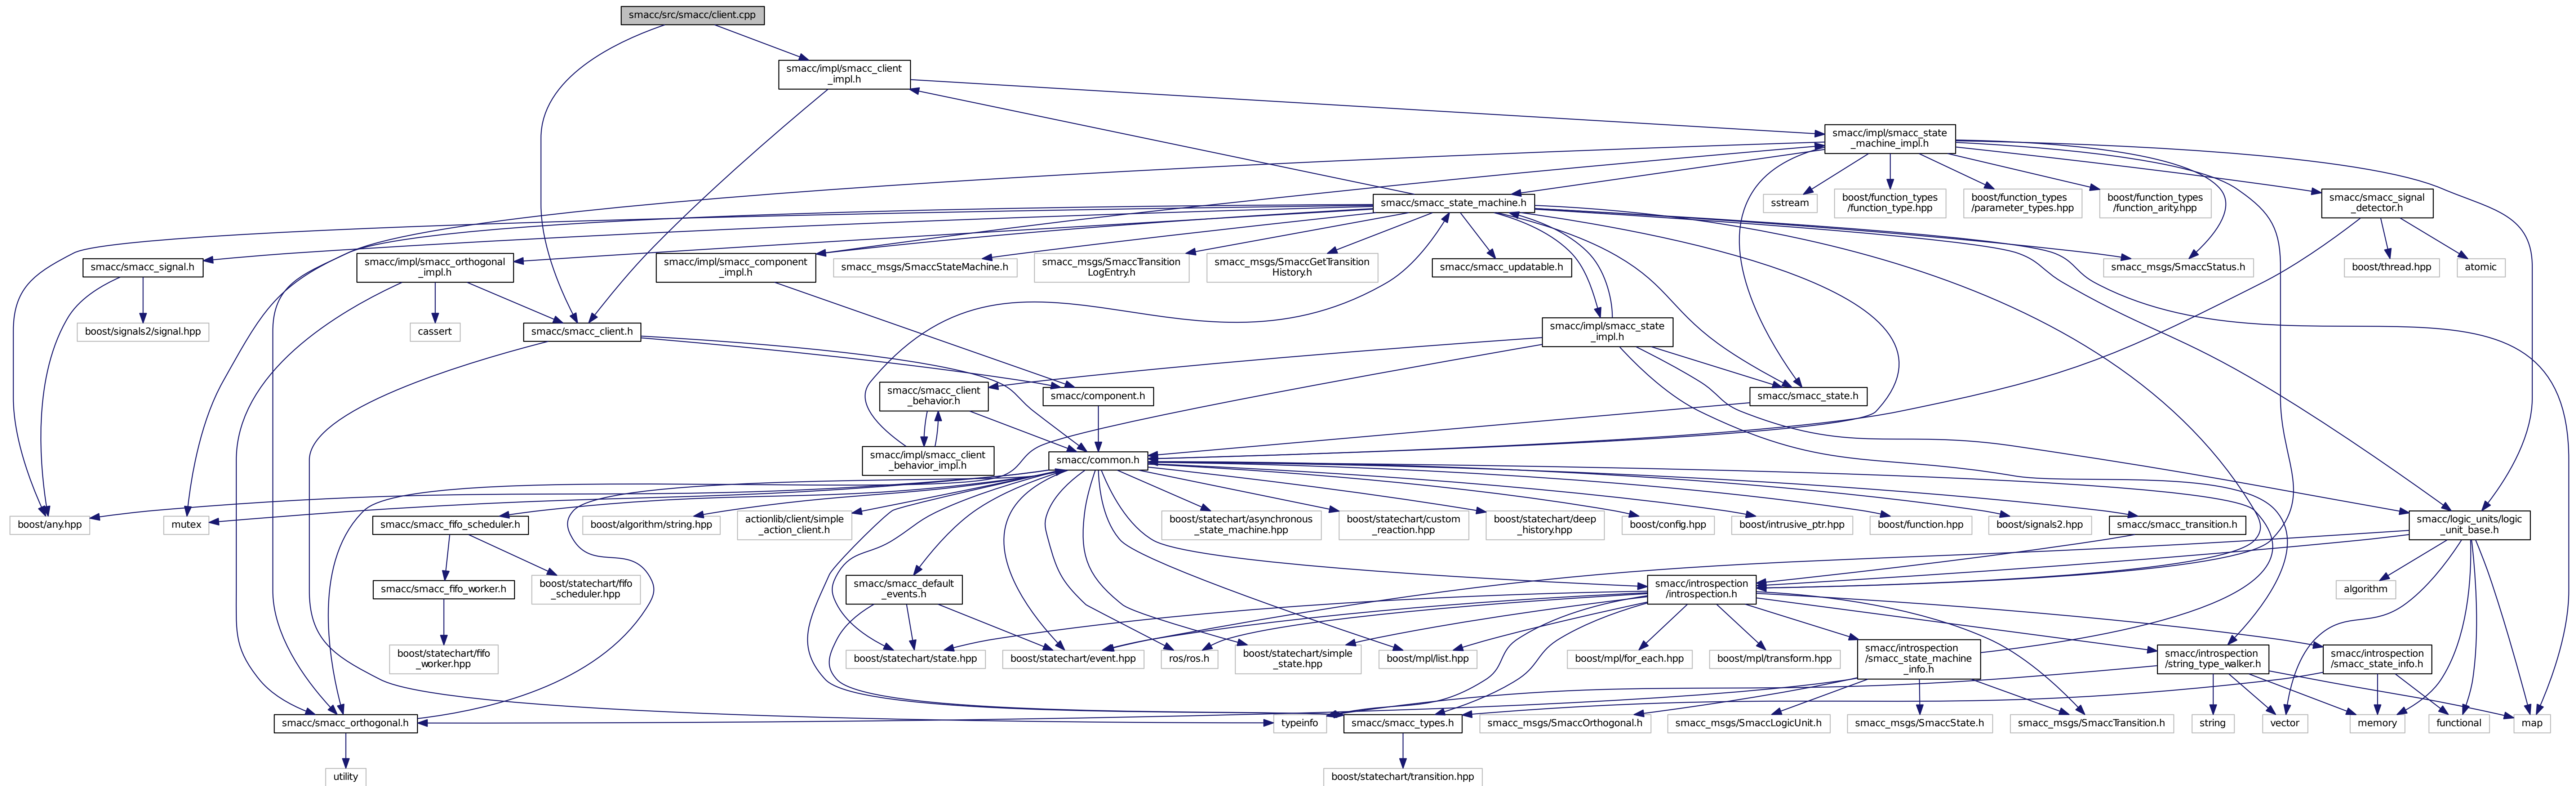 smacc/src/smacc/client.cpp
smacc/impl/smacc_client
_impl.h
smacc/impl/smacc_state
_machine_impl.h
smacc/smacc_state_machine.h
sstream
boost/function_types
/function_type.hpp
boost/function_types
/parameter_types.hpp
boost/function_types
/function_arity.hpp
smacc/smacc_signal
_detector.h
smacc/smacc_signal.h
smacc/impl/smacc_orthogonal
_impl.h
smacc/impl/smacc_component
_impl.h
smacc_msgs/SmaccStateMachine.h
smacc_msgs/SmaccTransition
LogEntry.h
smacc_msgs/SmaccGetTransition
History.h
smacc/smacc_updatable.h
smacc_msgs/SmaccStatus.h
boost/thread.hpp
atomic
boost/signals2/signal.hpp
cassert
smacc/smacc_client.h
smacc/impl/smacc_state
_impl.h
smacc/smacc_client
_behavior.h
smacc/component.h
smacc/smacc_state.h
smacc/impl/smacc_client
_behavior_impl.h
smacc/common.h
boost/any.hpp
mutex
smacc/smacc_fifo_scheduler.h
boost/algorithm/string.hpp
actionlib/client/simple
_action_client.h
boost/statechart/asynchronous
_state_machine.hpp
boost/statechart/custom
_reaction.hpp
boost/statechart/deep
_history.hpp
boost/config.hpp
boost/intrusive_ptr.hpp
boost/function.hpp
boost/signals2.hpp
smacc/smacc_transition.h
smacc/logic_units/logic
_unit_base.h
smacc/smacc_fifo_worker.h
boost/statechart/fifo
_scheduler.hpp
smacc/smacc_default
_events.h
smacc/introspection
/introspection.h
algorithm
boost/statechart/fifo
_worker.hpp
boost/statechart/state.hpp
boost/statechart/event.hpp
ros/ros.h
boost/statechart/simple
_state.hpp
boost/mpl/list.hpp
boost/mpl/for_each.hpp
boost/mpl/transform.hpp
smacc/introspection
/smacc_state_machine
_info.h
smacc/introspection
/string_type_walker.h
smacc/introspection
/smacc_state_info.h
smacc/smacc_orthogonal.h
typeinfo
smacc/smacc_types.h
smacc_msgs/SmaccOrthogonal.h
smacc_msgs/SmaccLogicUnit.h
smacc_msgs/SmaccState.h
smacc_msgs/SmaccTransition.h
string
vector
memory
functional
map
utility
boost/statechart/transition.hpp